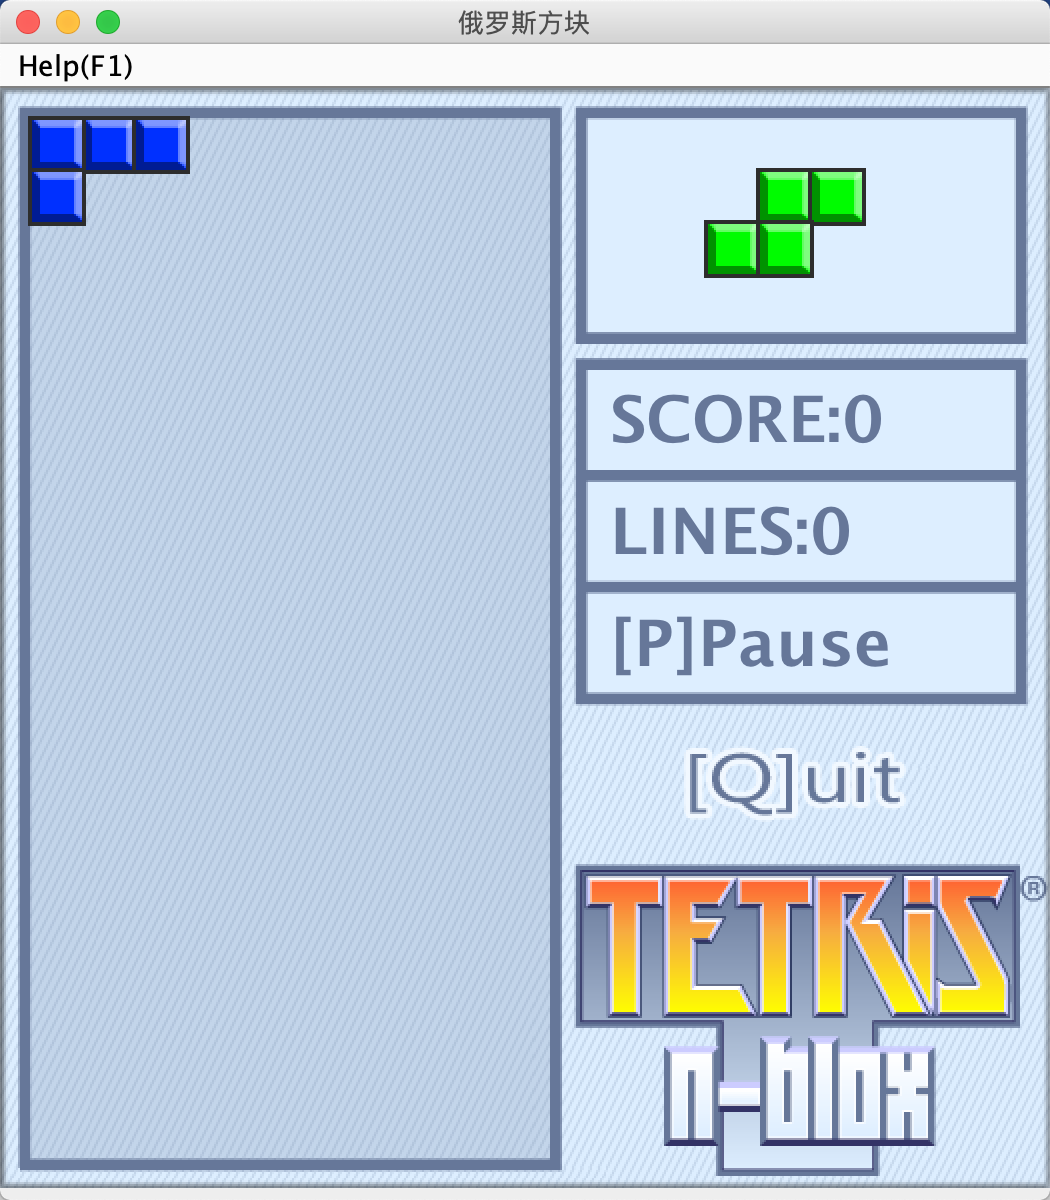 俄罗斯方块
Help(F1)
SCORE:0
LINES:0
[P]Pause
[Q]uit
TETRiS®
n-blox